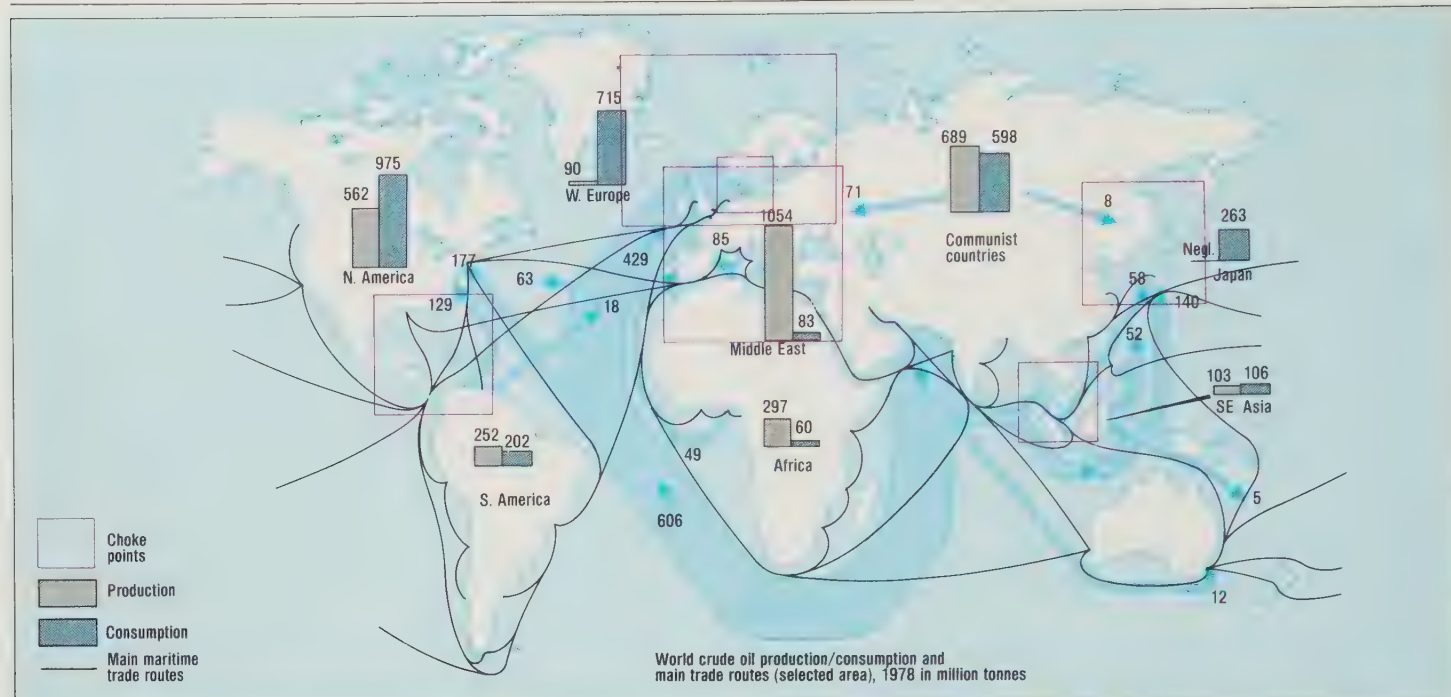 715
90
W. Europe
975
562
N. America
689
598
Communist
countries
71
8
263
Negl.
Japan
1054
85
83
Middle East
177
129
63
429
18
58
140
52
103
106
SE Asia
297
60
Africa
252
202
S. America
49
606
5
12
Choke
points
Production
Consumption
Main maritime
trade routes
World crude oil production/consumption and
main trade routes (selected area), 1978 in million tonnes